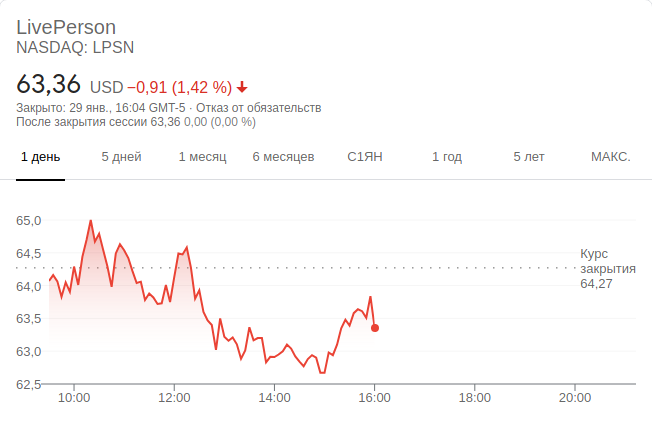 LivePerson
NASDAQ: LPSN
63,36 USD −0,91 (1,42 %)
Закрыто: 29 янв., 16:04 GMT-5 · Отказ от обязательств
После закрытия сессии 63,36 0,00 (0,00 %)
1 день 5 дней 1 месяц 6 месяцев С1ЯН 1 год 5 лет МАКС.
65,0
64,5
64,0
63,5
63,0
62,5
Курс
закрытия
64,27
10:00 12:00 14:00 16:00 18:00 20:00